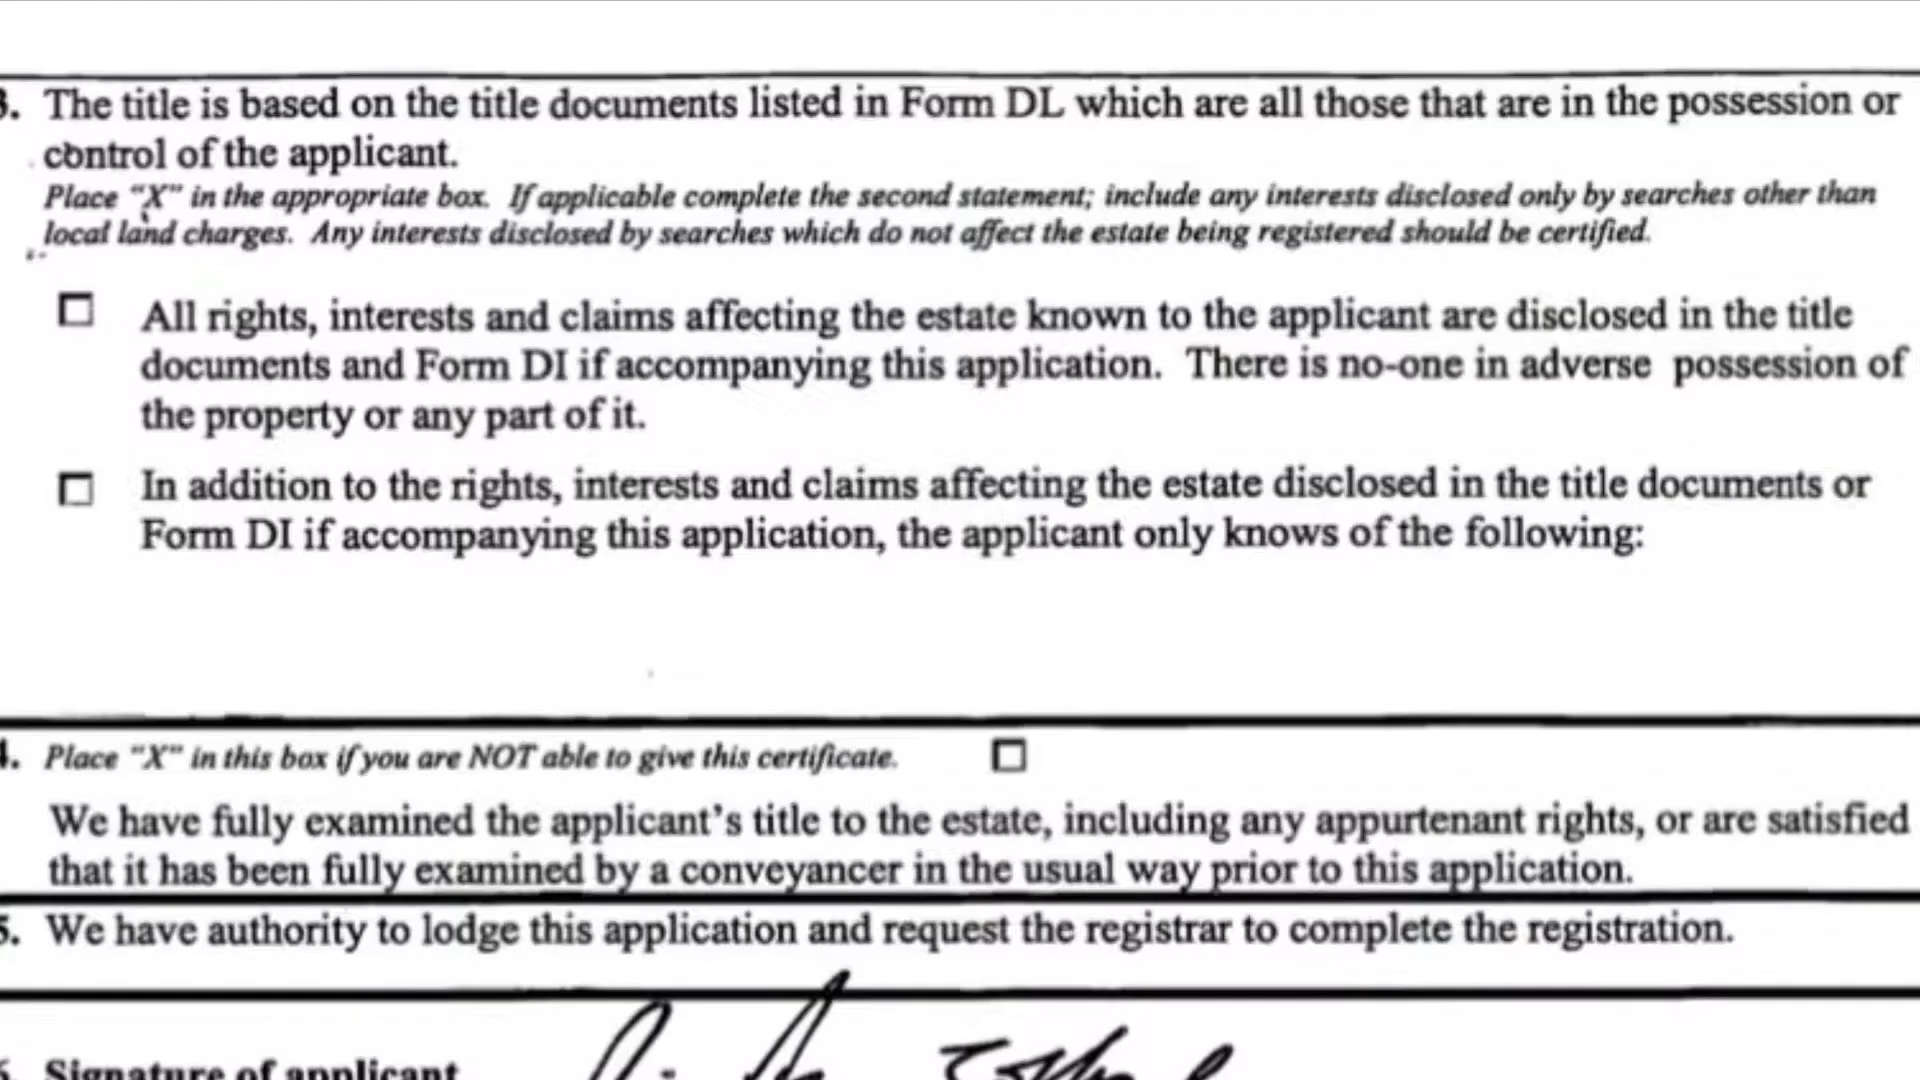 3. The title is based on the title documents listed in Form DL which are all those that are in the possession or
control of the applicant.
Place "X" in the appropriate box. If applicable complete the second statement; include any interests disclosed only by searches other than
local land charges. Any interests disclosed by searches which do not affect the estate being registered should be certified.
All rights, interests and claims affecting the estate known to the applicant are disclosed in the title
documents and Form DI if accompanying this application. There is no-one in adverse possession of
the property or any part of it.
In addition to the rights, interests and claims affecting the estate disclosed in the title documents or
Form DI if accompanying this application, the applicant only knows of the following:
4. Place "X" in this box if you are NOT able to give this certificate.
We have fully examined the applicant's title to the estate, including any appurtenant rights, or are satisfied
that it has been fully examined by a conveyancer in the usual way prior to this application.
5. We have authority to lodge this application and request the registrar to complete the registration.
Signature of applicant